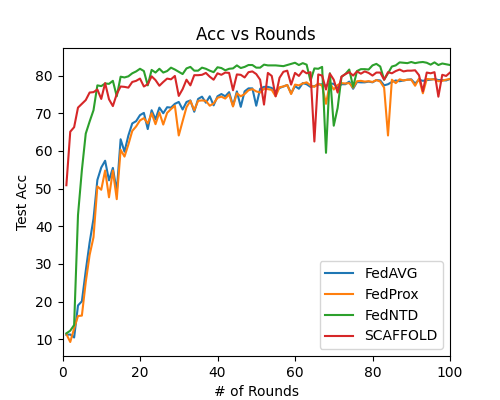 Acc vs Rounds
Test Acc
80
70
60
50
40
30
20
10
0
20
40
60
80
100
# of Rounds
FedAVG
FedProx
FedNTD
SCAFFOLD